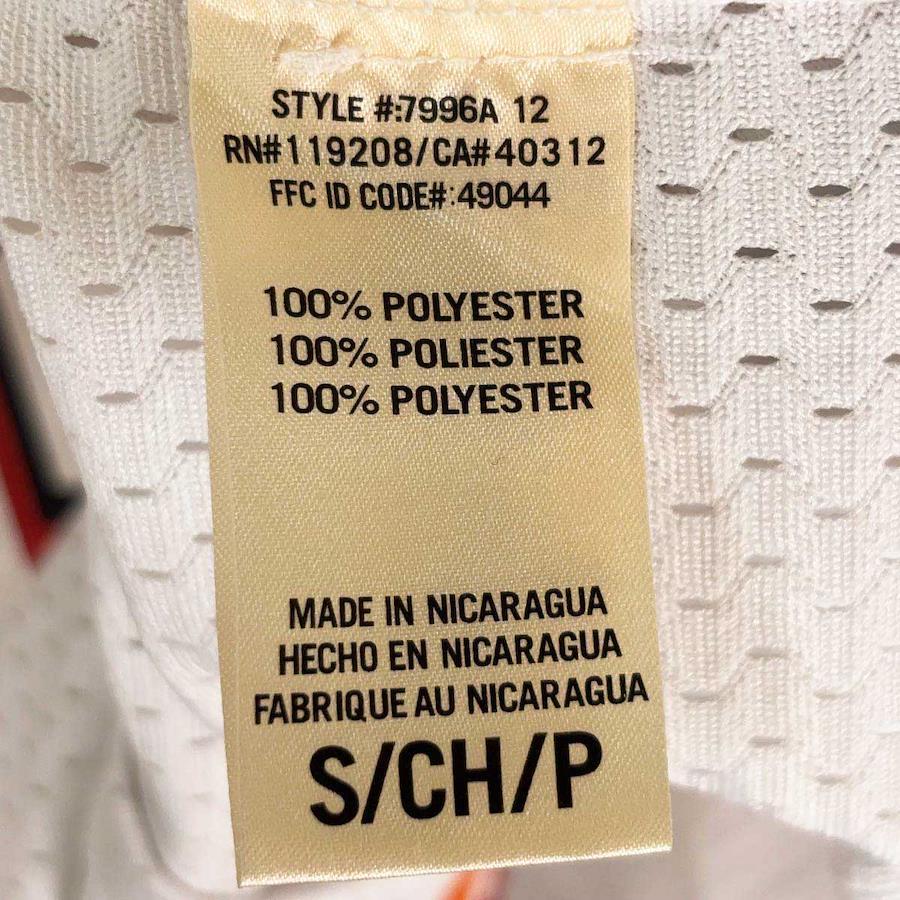 STYLE #:7996A 12
RN#119208/CA#40312
FFC ID CODE#:49044
100% POLYESTER
100% POLIESTER
100% POLYESTER
MADE IN NICARAGUA
HECHO EN NICARAGUA
FABRIQUE AU NICARAGUA
S/CH/P